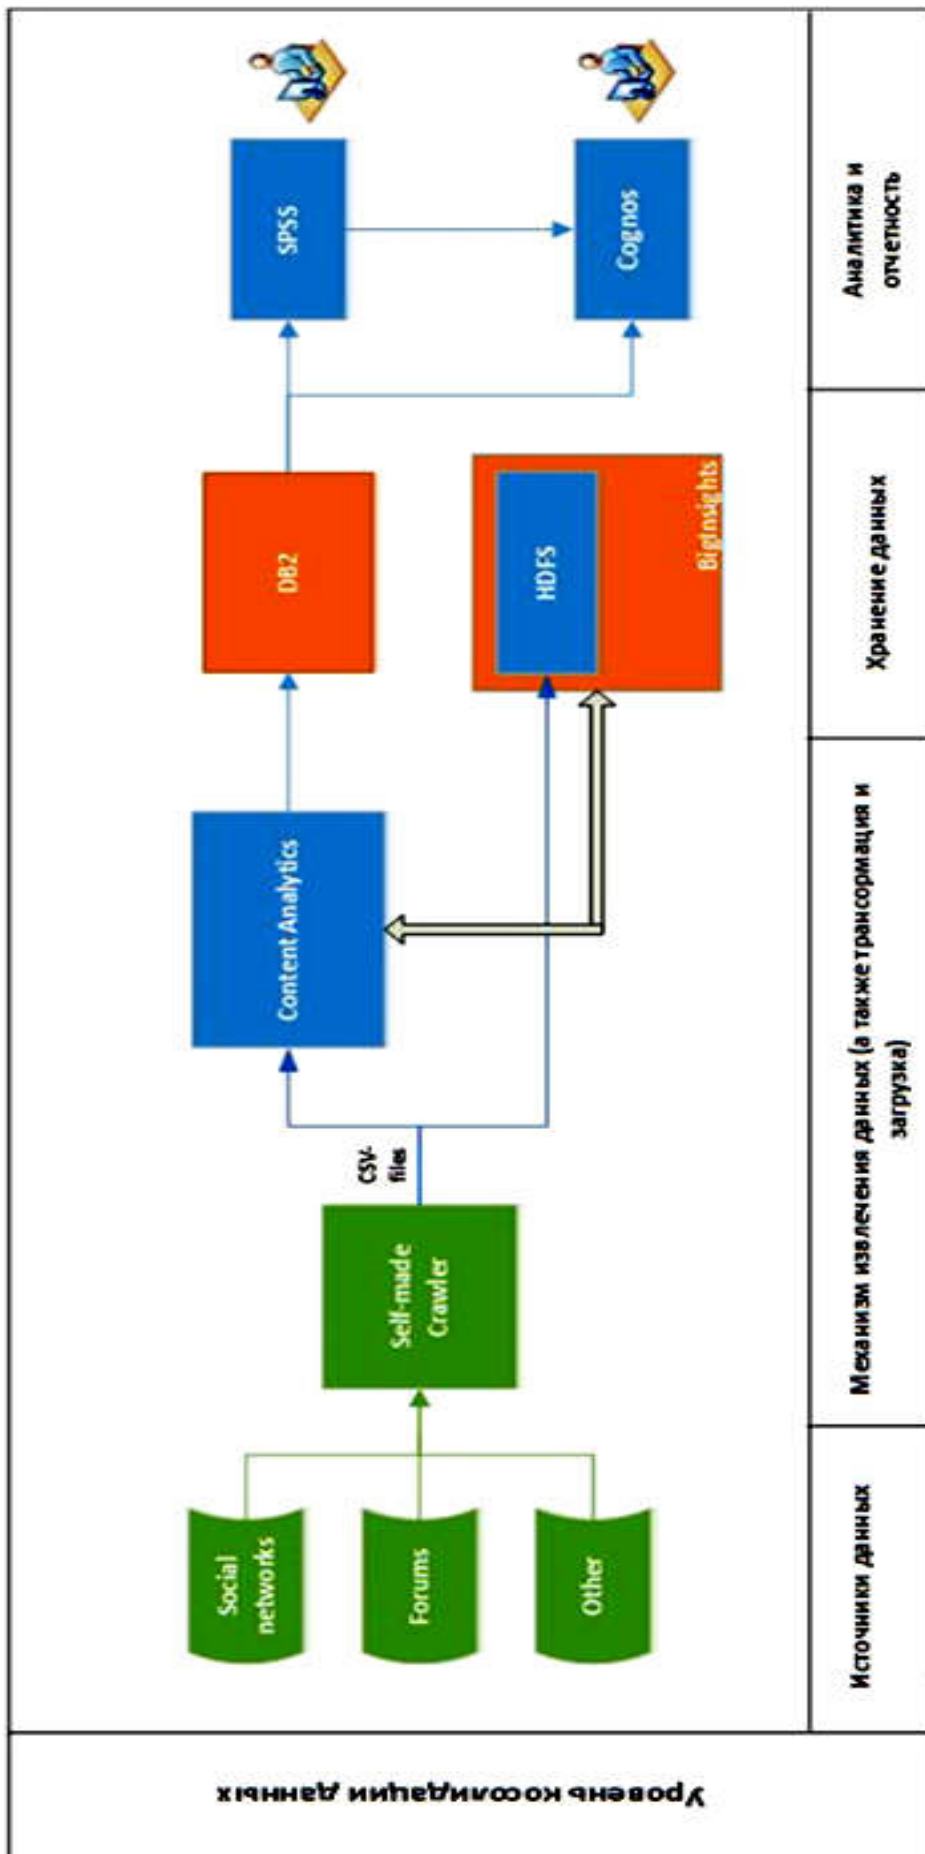 Уровень косолидации данных
Social
networks
Forums
Other
Self-made
Crawler
CSV-
files
Content Analytics
DB2
HDFS
BigInsights
SPSS
Cognos
Источники данных
Механизм извлечения данных (а также трансормация и
загрузка)
Хранение данных
Аналитика и
отчетность